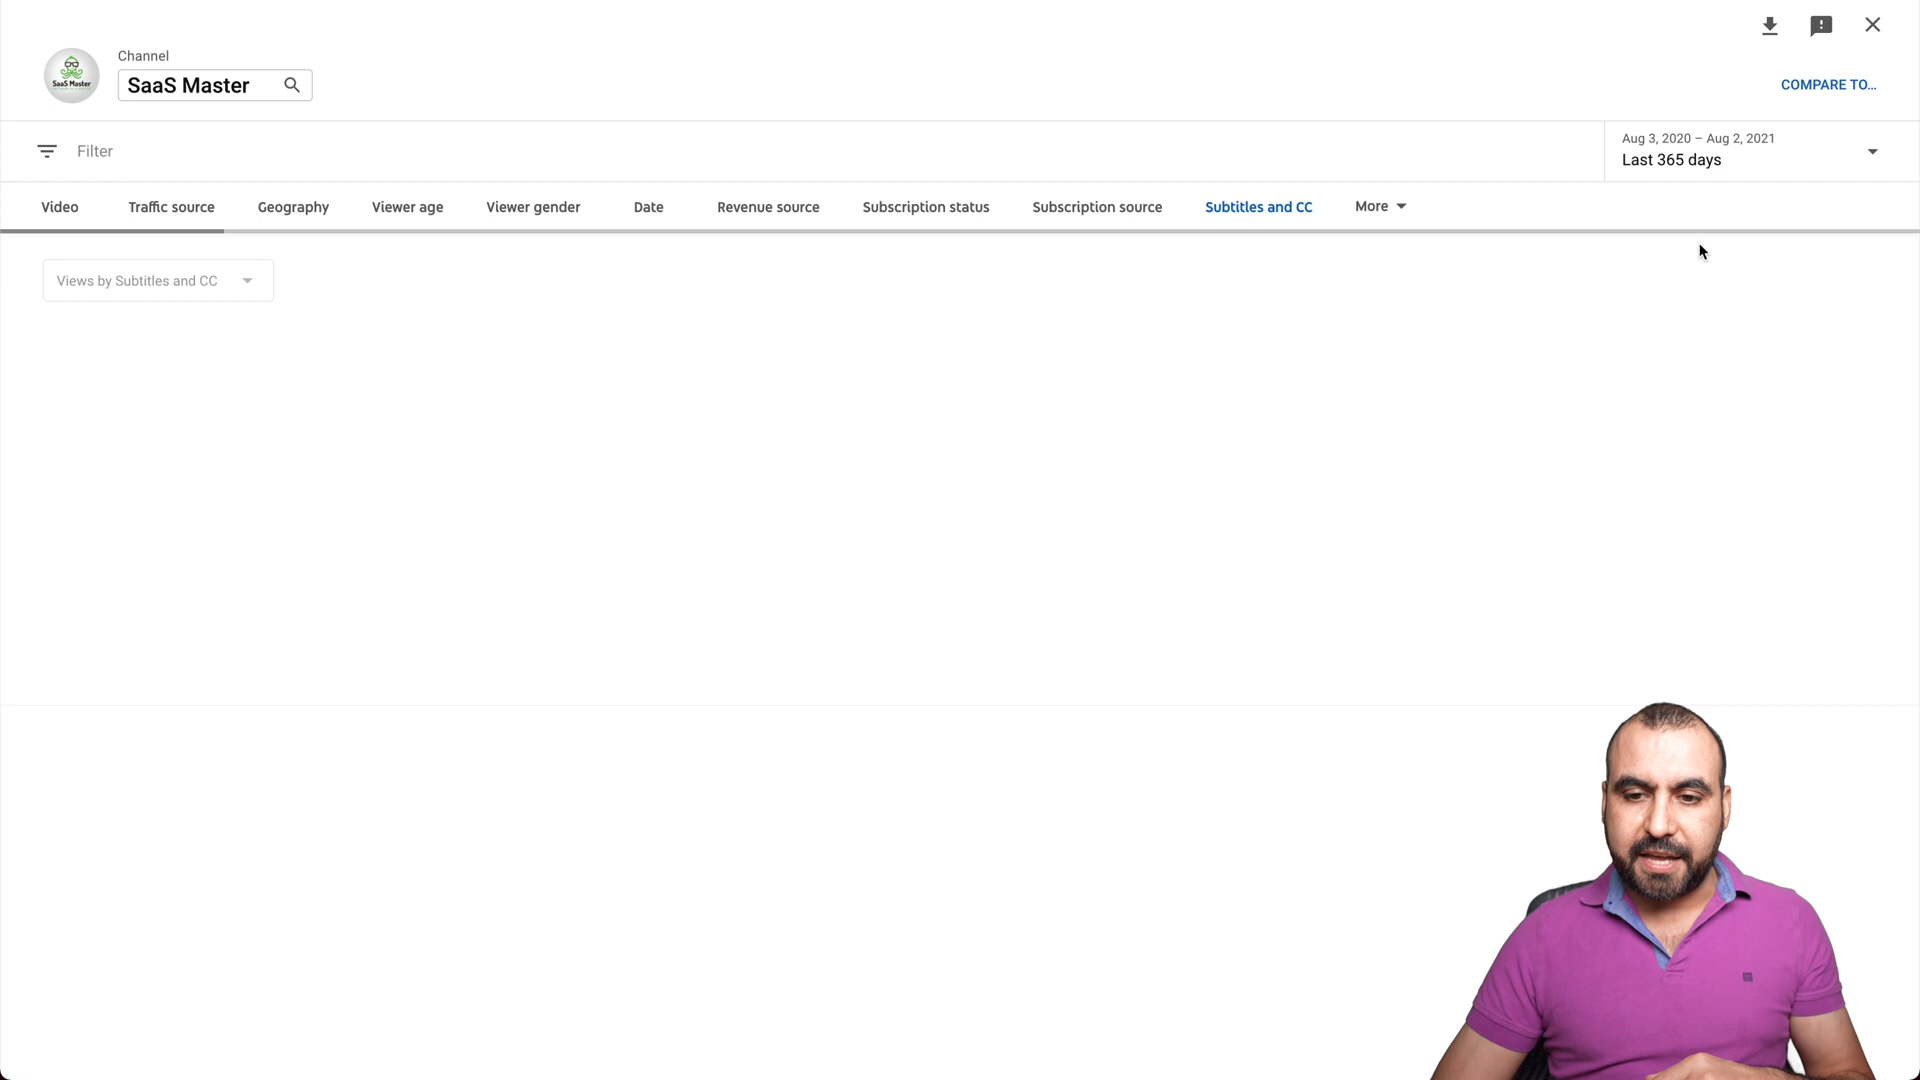 Channel
SaaS Master
SaaS Master
COMPARE TO...
Filter
Aug 3, 2020 – Aug 2, 2021
Last 365 days
Video Traffic source Geography Viewer age Viewer gender Date Revenue source Subscription status Subscription source Subtitles and CC More
Views by Subtitles and CC